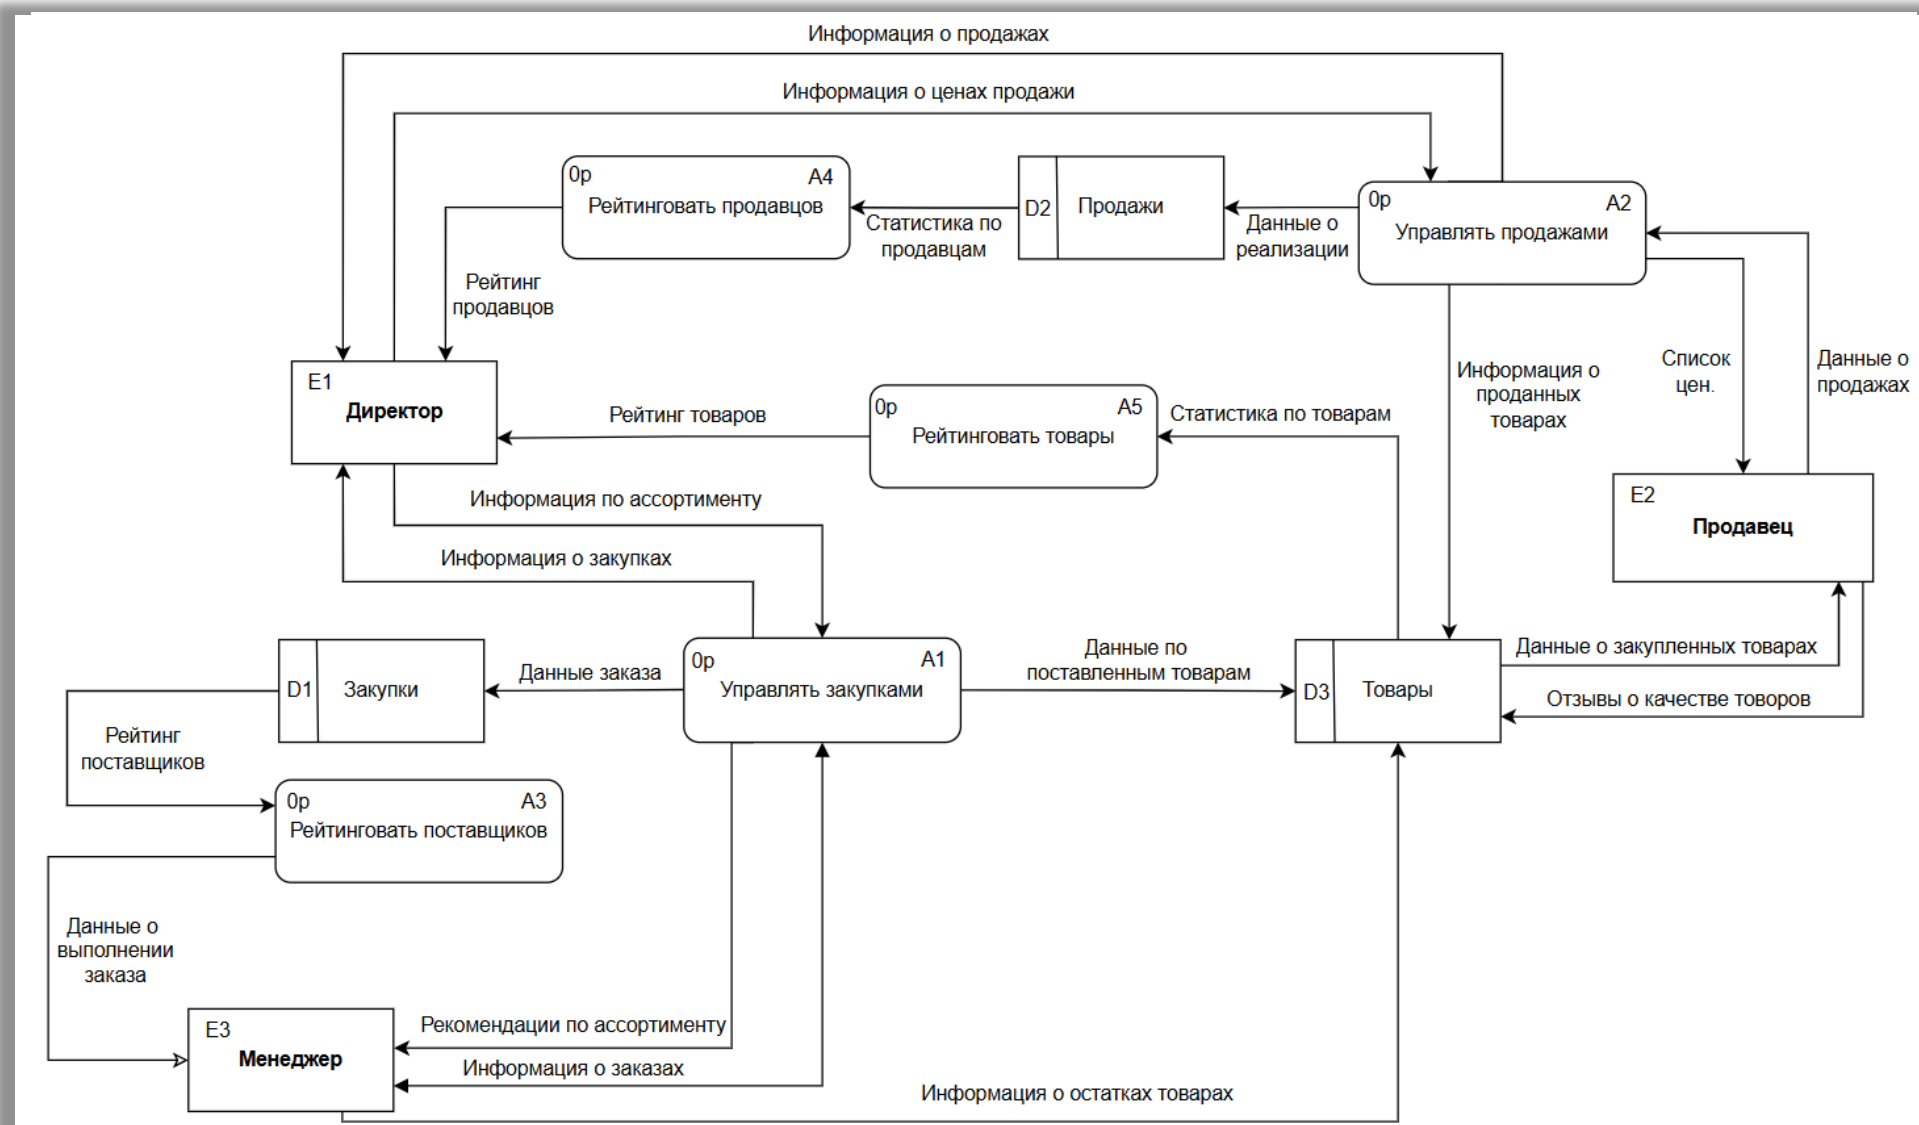 Информация о продажах
Информация о ценах продажи
0р
A4
Рейтинговать продавцов
D2
Продажи
0р
A2
Управлять продажами
Статистика по
продавцам
Данные о
реализации
Рейтинг
продавцов
E1
Директор
Рейтинг товаров
0р
A5
Рейтинговать товары
Статистика по товарам
Информация о
проданных
товарах
Список
цен.
Данные о
продажах
E2
Продавец
Информация по ассортименту
Информация о закупках
D1
Закупки
Данные заказа
0р
A1
Управлять закупками
Данные по
поставленным товарам
D3
Товары
Данные о закупленных товарах
Отзывы о качестве товоров
Рейтинг
поставщиков
0р
A3
Рейтинговать поставщиков
Данные о
выполнении
заказа
E3
Менеджер
Рекомендации по ассортименту
Информация о заказах
Информация о остатках товарах